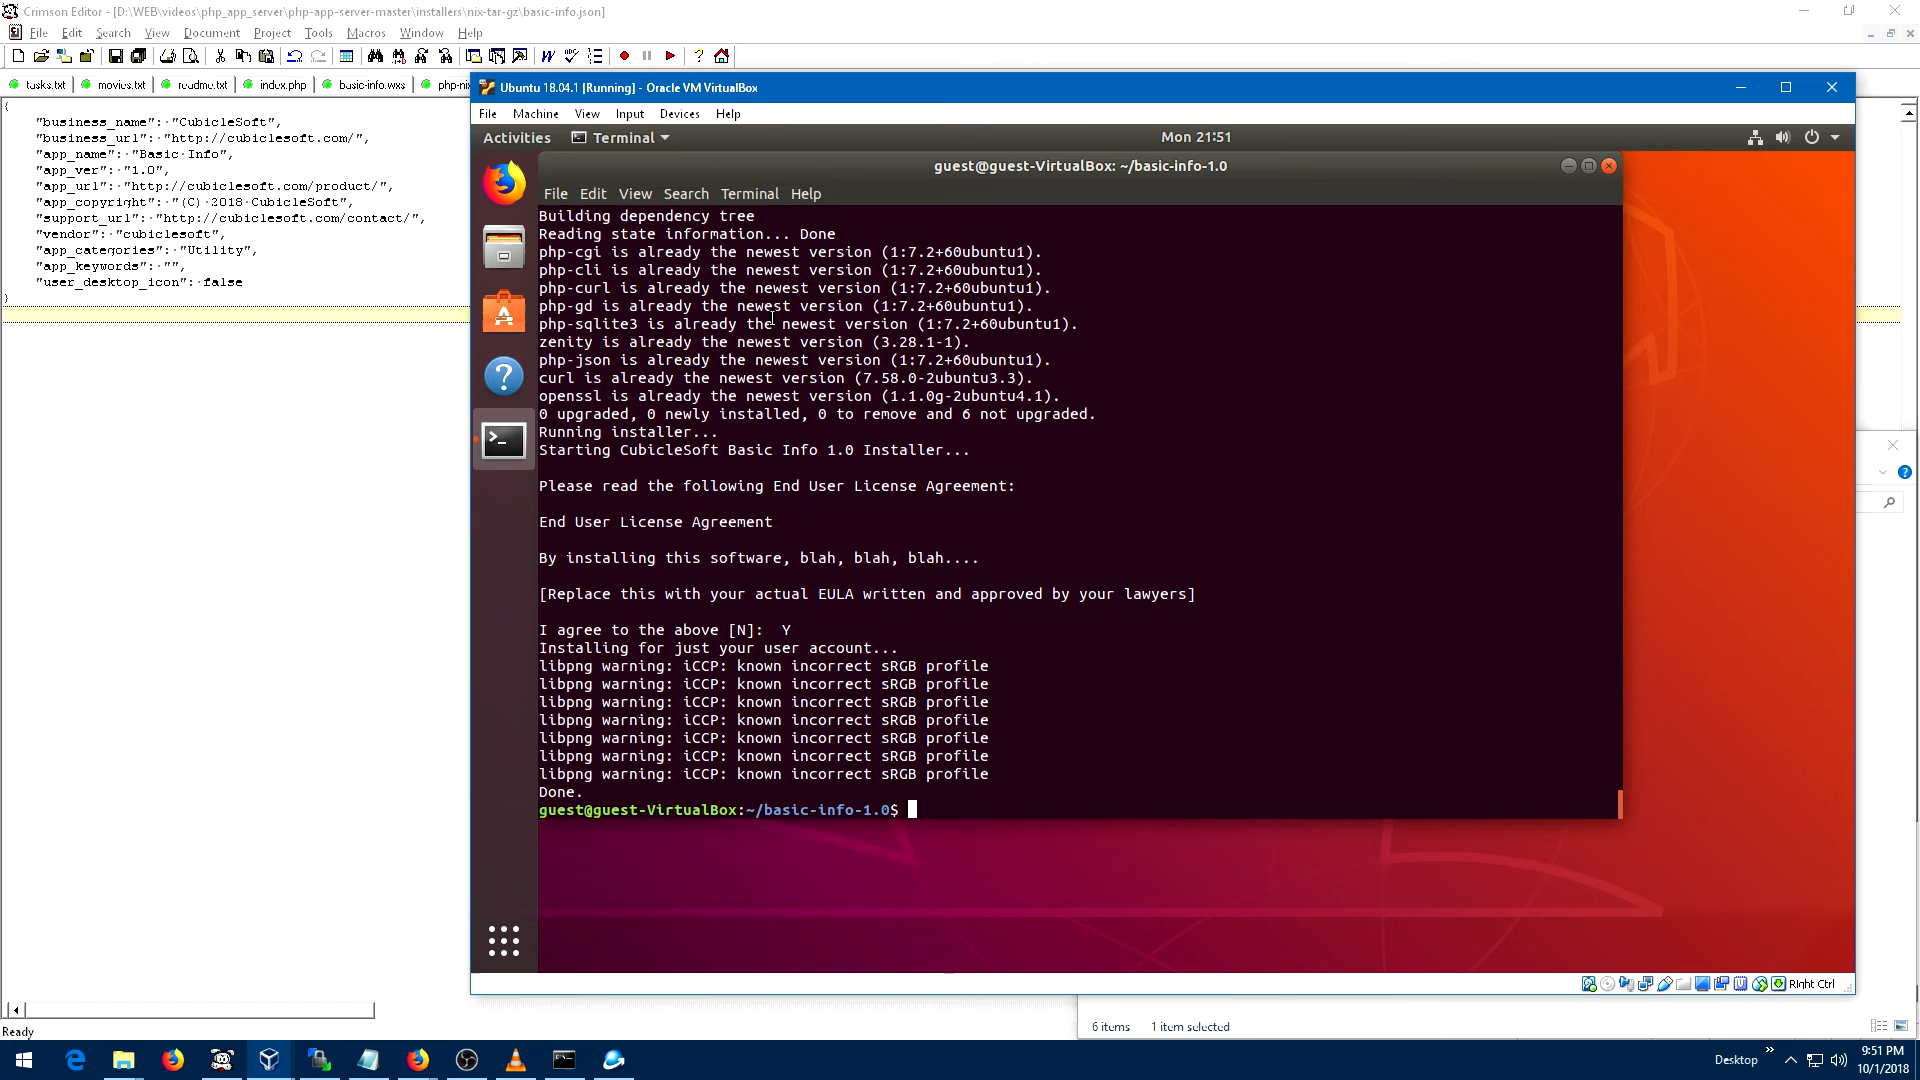 Crimson Editor - [D:\WEB\videos\php_app_server\php-app-server-master\installers\nix-tar-gz\basic-info.json]
File Edit Search View Document Project Tools Macros Window Help
tasks.txt movies.txt readme.txt index.php basic-info.wxs php-nix
{
"business_name": "CubicleSoft",
"business_url": "http://cubiclesoft.com/",
"app_name": "Basic Info",
"app_ver": "1.0",
"app_url": "http://cubiclesoft.com/product/",
"app_copyright": "(C) 2018 CubicleSoft",
"support_url": "http://cubiclesoft.com/contact/",
"vendor": "cubiclesoft",
"app_categories": "Utility",
"app_keywords": "",
"user_desktop_icon": false
}
Ubuntu 18.04.1 [Running] - Oracle VM VirtualBox
File Machine View Input Devices Help
Activities Terminal Mon 21:51
guest@guest-VirtualBox: ~/basic-info-1.0
File Edit View Search Terminal Help
Building dependency tree
Reading state information... Done
php-cgi is already the newest version (1:7.2+60ubuntu1).
php-cli is already the newest version (1:7.2+60ubuntu1).
php-curl is already the newest version (1:7.2+60ubuntu1).
php-gd is already the newest version (1:7.2+60ubuntu1).
php-sqlite3 is already the newest version (1:7.2+60ubuntu1).
zenity is already the newest version (3.28.1-1).
php-json is already the newest version (1:7.2+60ubuntu1).
curl is already the newest version (7.58.0-2ubuntu3.3).
openssl is already the newest version (1.1.0g-2ubuntu4.1).
0 upgraded, 0 newly installed, 0 to remove and 6 not upgraded.
Running installer...
Starting CubicleSoft Basic Info 1.0 Installer...
Please read the following End User License Agreement:
End User License Agreement
By installing this software, blah, blah, blah....
[Replace this with your actual EULA written and approved by your lawyers]
I agree to the above [N]:  Y
Installing for just your user account...
libpng warning: iCCP: known incorrect sRGB profile
libpng warning: iCCP: known incorrect sRGB profile
libpng warning: iCCP: known incorrect sRGB profile
libpng warning: iCCP: known incorrect sRGB profile
libpng warning: iCCP: known incorrect sRGB profile
libpng warning: iCCP: known incorrect sRGB profile
libpng warning: iCCP: known incorrect sRGB profile
Done.
guest@guest-VirtualBox:~/basic-info-1.0$
Right Ctrl
6 items 1 item selected
Ready
Desktop
9:51 PM
10/1/2018